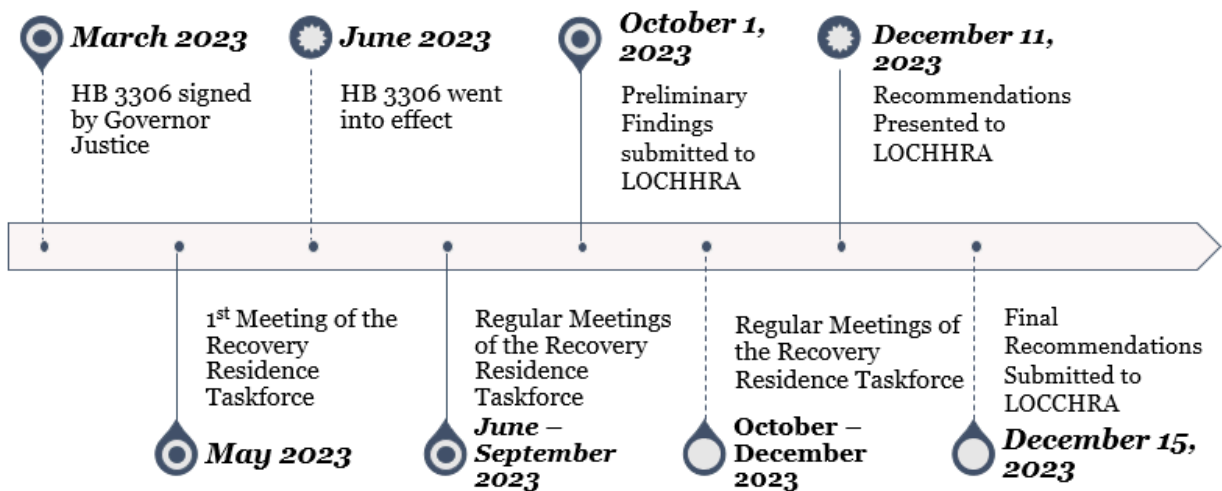 March 2023
HB 3306 signed
by Governor
Justice
June 2023
HB 3306 went
into effect
October 1,
2023
Preliminary
Findings
submitted to
LOCHHRA
December 11,
2023
Recommendations
Presented to
LOCHHRA
1st Meeting of the
Recovery
Residence
Taskforce
May 2023
Regular Meetings
of the Recovery
Residence
Taskforce
June –
September
2023
Regular Meetings of
the Recovery
Residence Taskforce
October –
December
2023
Final
Recommendations
Submitted to
LOCCHRA
December 15,
2023